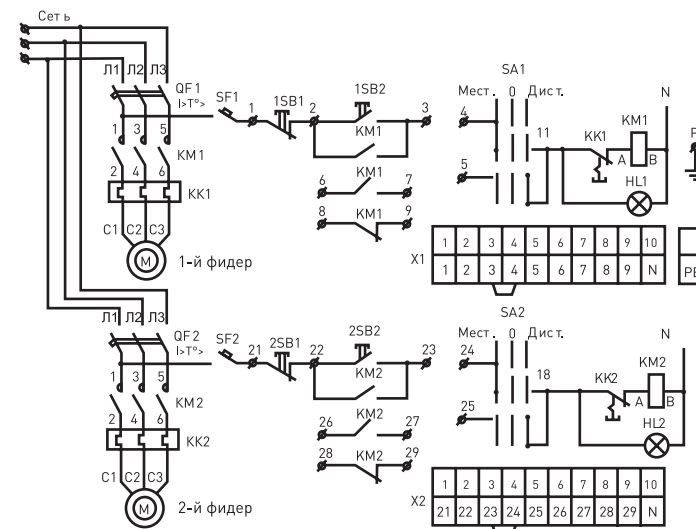 Сеть
Л1 Л2 Л3
QF1
I>T°>
SF1
1
1SB1
2
1SB2
3
KM1
SA1
Мест. 0 Дист.
4
5
11
KK1
KM1
A
B
HL1
N
1 3 5
KM1
2 4 6
KK1
C1 C2 C3
M
1-й фидер
6
KM1
7
8
KM1
9
X1
1 2 3 4 5 6 7 8 9 10
1 2 3 4 5 6 7 8 9 N
PE
Л1 Л2 Л3
QF2
I>T°>
SF2
21
2SB1
22
2SB2
23
KM2
SA2
Мест. 0 Дист.
24
25
18
KK2
KM2
A
B
HL2
N
1 3 5
KM2
2 4 6
KK2
C1 C2 C3
M
2-й фидер
26
KM2
27
28
KM2
29
X2
1 2 3 4 5 6 7 8 9 10
21 22 23 24 25 26 27 28 29 N